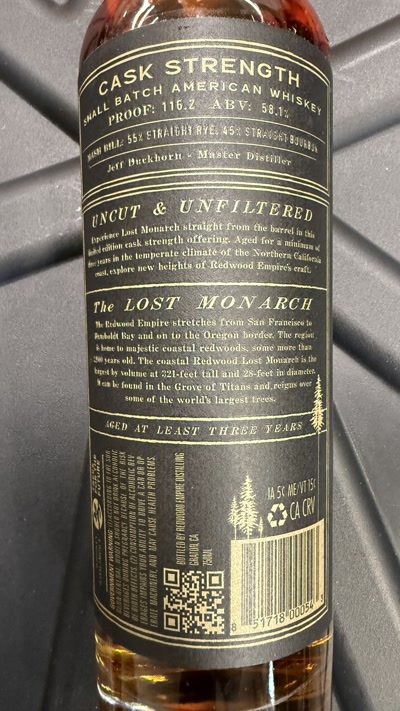 CASK STRENGTH
SMALL BATCH AMERICAN WHISKEY
PROOF: 116.2 ABV: 58.1%
MASH BILL: 55% STRAIGHT RYE, 45% STRAIGHT BOURBON
Jeff Duckhorn - Master Distiller
UNCUT & UNFILTERED
Experience Lost Monarch straight from the barrel in this
limited edition cask strength offering. Aged for a minimum of
three years in the temperate climate of the Northern California
coast, explore new heights of Redwood Empire's craft.
The LOST MONARCH
The Redwood Empire stretches from San Francisco to
Humboldt Bay and on to the Oregon border. The region
is home to majestic coastal redwoods, some more than
2000 years old. The coastal Redwood Lost Monarch is the
largest by volume at 321-feet tall and 28-feet in diameter.
It can be found in the Grove of Titans and reigns over
some of the world's largest trees.
AGED AT LEAST THREE YEARS
BOTTLED BY REDWOOD EMPIRE DISTILLING
GRATON, CA
750ML
IA 5¢ ME/VT 15¢
CA CRV
8 51718 00054